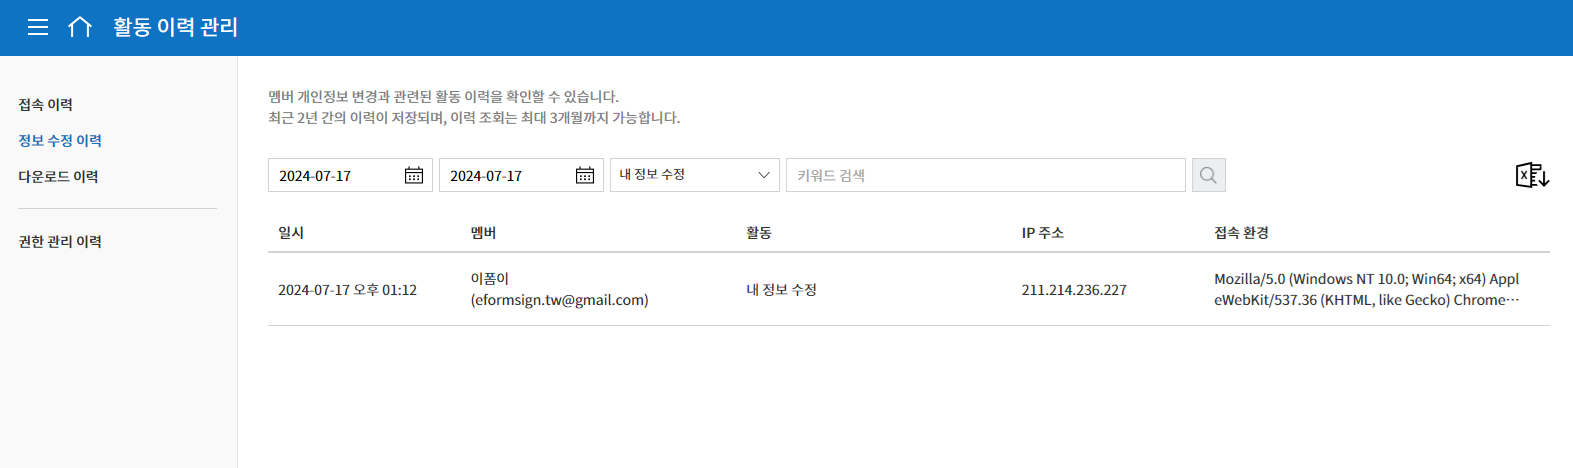 활동 이력 관리
접속 이력
정보 수정 이력
다운로드 이력
권한 관리 이력
멤버 개인정보 변경과 관련된 활동 이력을 확인할 수 있습니다.
최근 2년 간의 이력이 저장되며, 이력 조회는 최대 3개월까지 가능합니다.
2024-07-17 2024-07-17 내 정보 수정 키워드 검색
일시 멤버 활동 IP 주소 접속 환경
2024-07-17 오후 01:12 이폼이 (eformsign.tw@gmail.com) 내 정보 수정 211.214.236.227 Mozilla/5.0 (Windows NT 10.0; Win64; x64) Appl
eWebKit/537.36 (KHTML, like Gecko) Chrome…